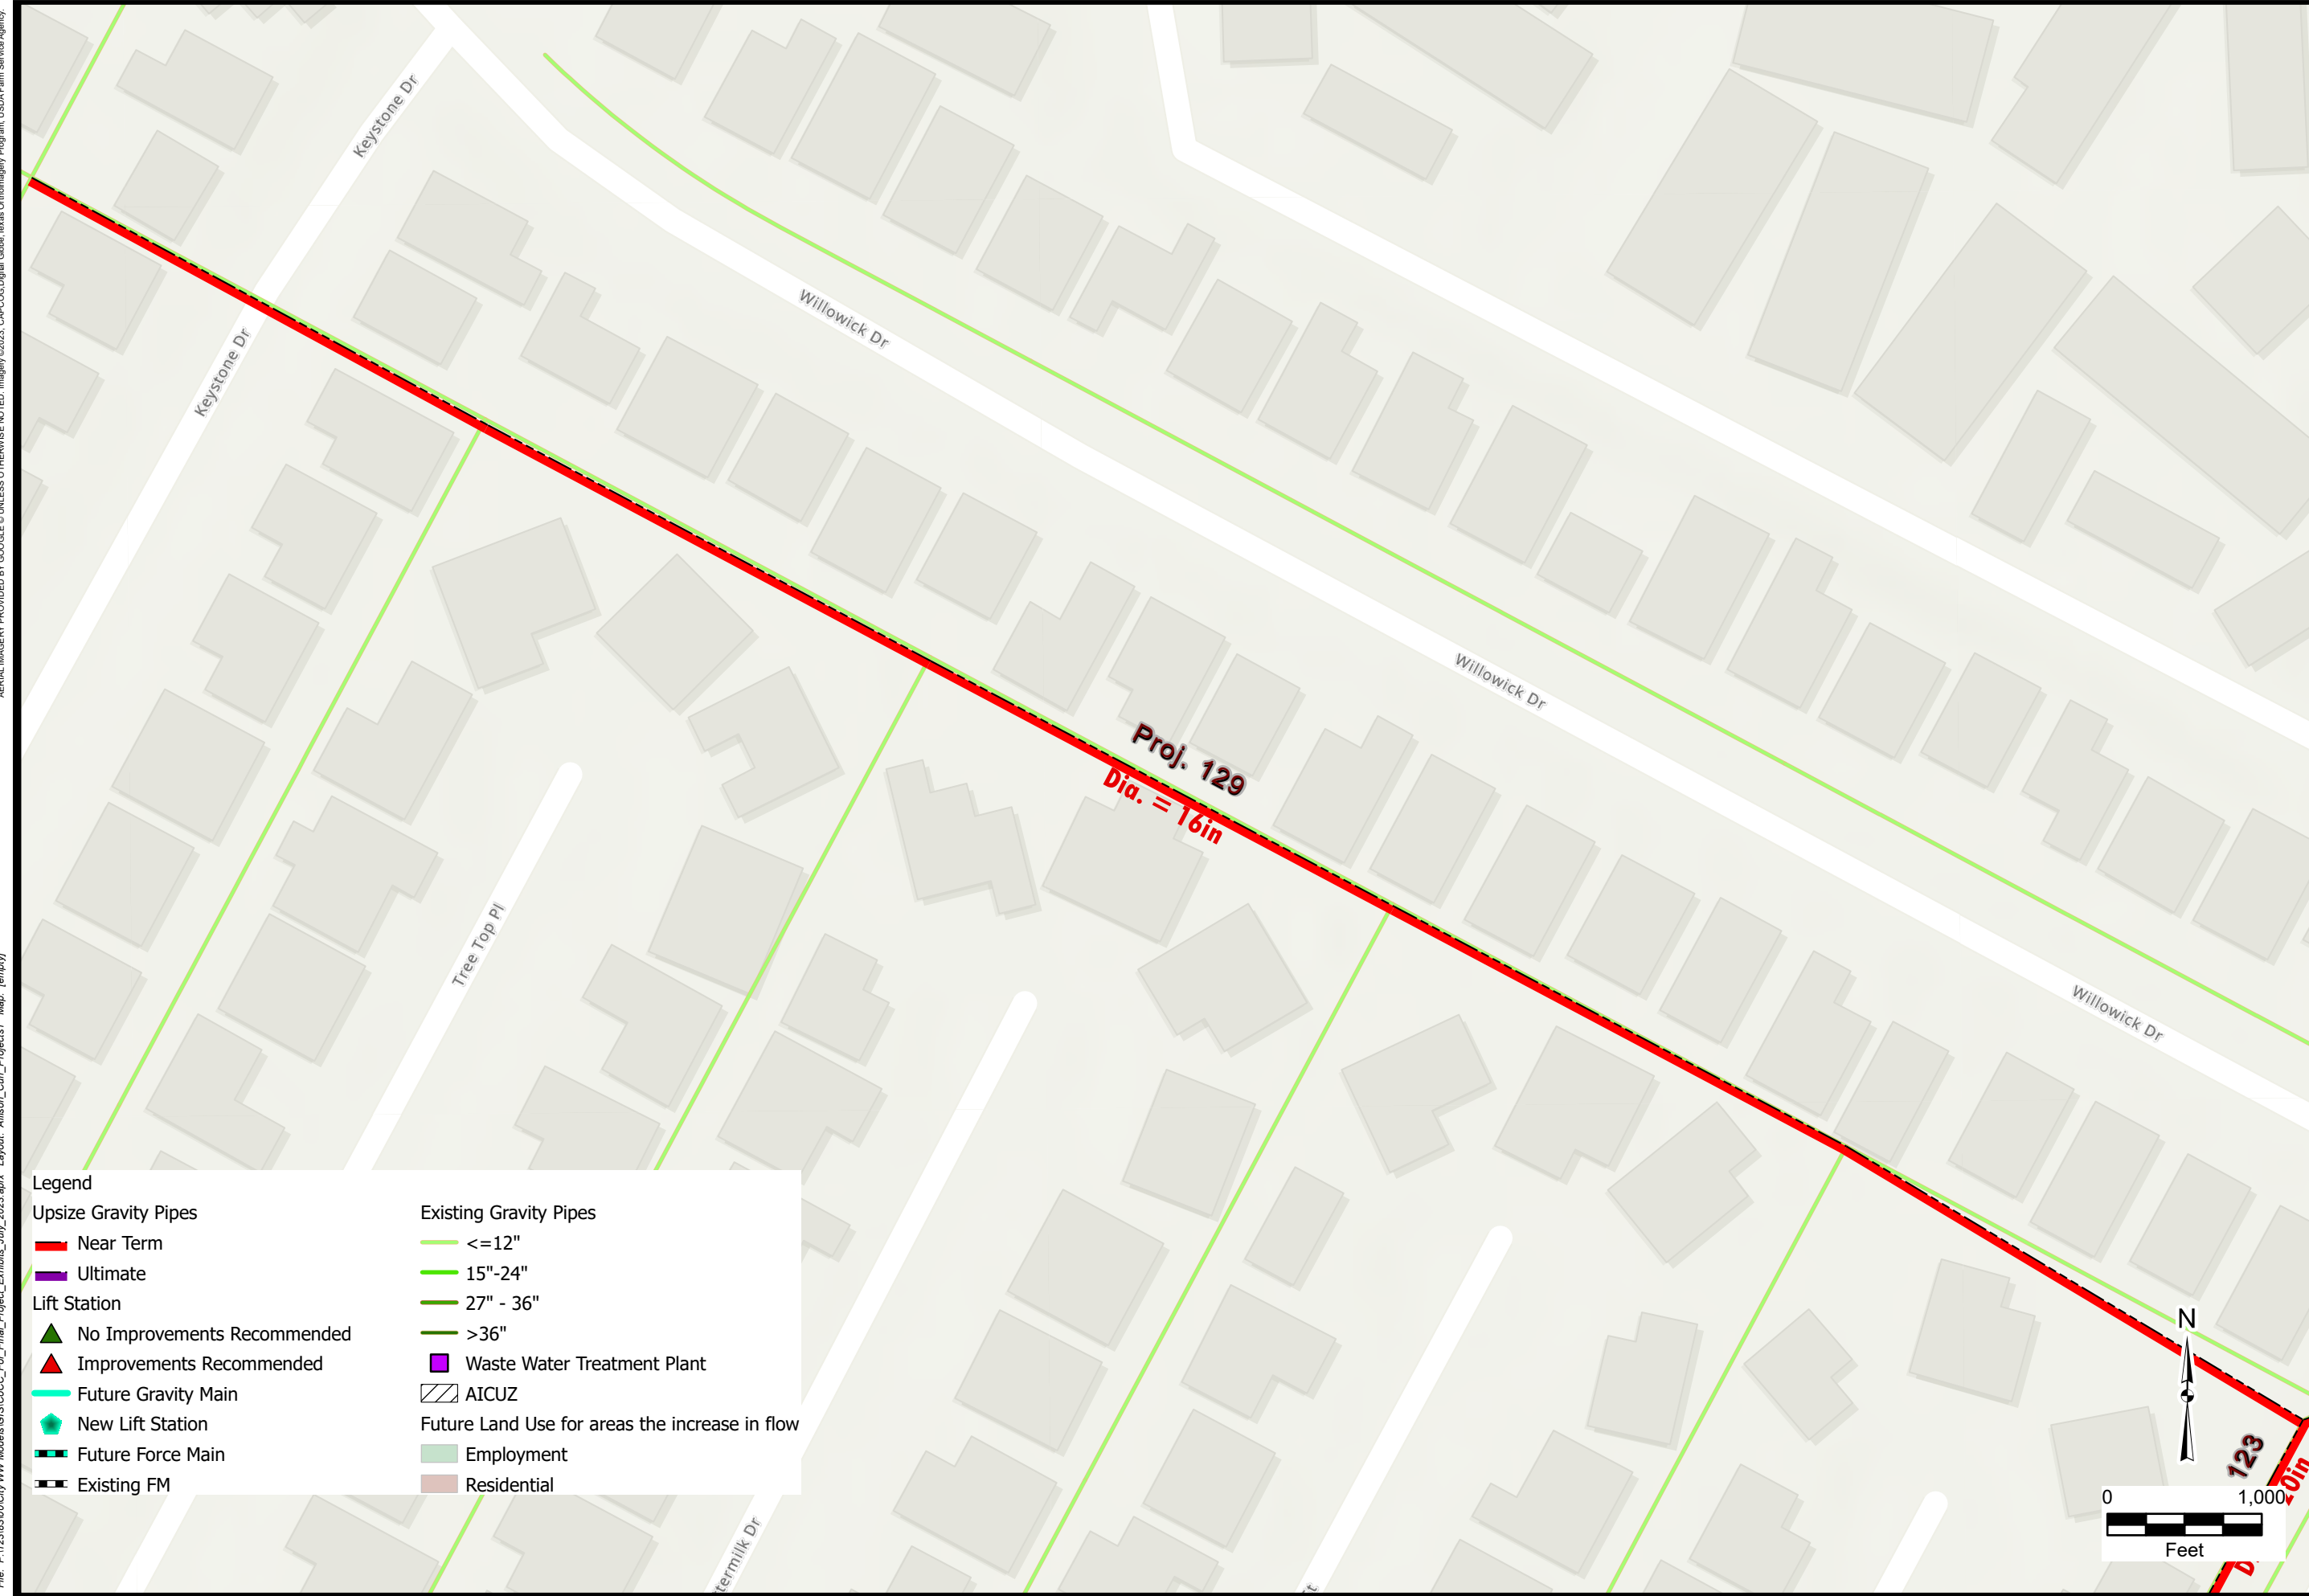 Keystone Dr
Keystone Dr
Willowick Dr
Willowick Dr
Willowick Dr
Proj. 129
Dia. = 16in
Tree Top Pl
123
20in
N
0 1,000
Feet
Legend
Upsize Gravity Pipes
Near Term
Ultimate
Lift Station
No Improvements Recommended
Improvements Recommended
Future Gravity Main
New Lift Station
Future Force Main
Existing FM
Existing Gravity Pipes
<=12"
15"-24"
27" - 36"
>36"
Waste Water Treatment Plant
AICUZ
Future Land Use for areas the increase in flow
Employment
Residential